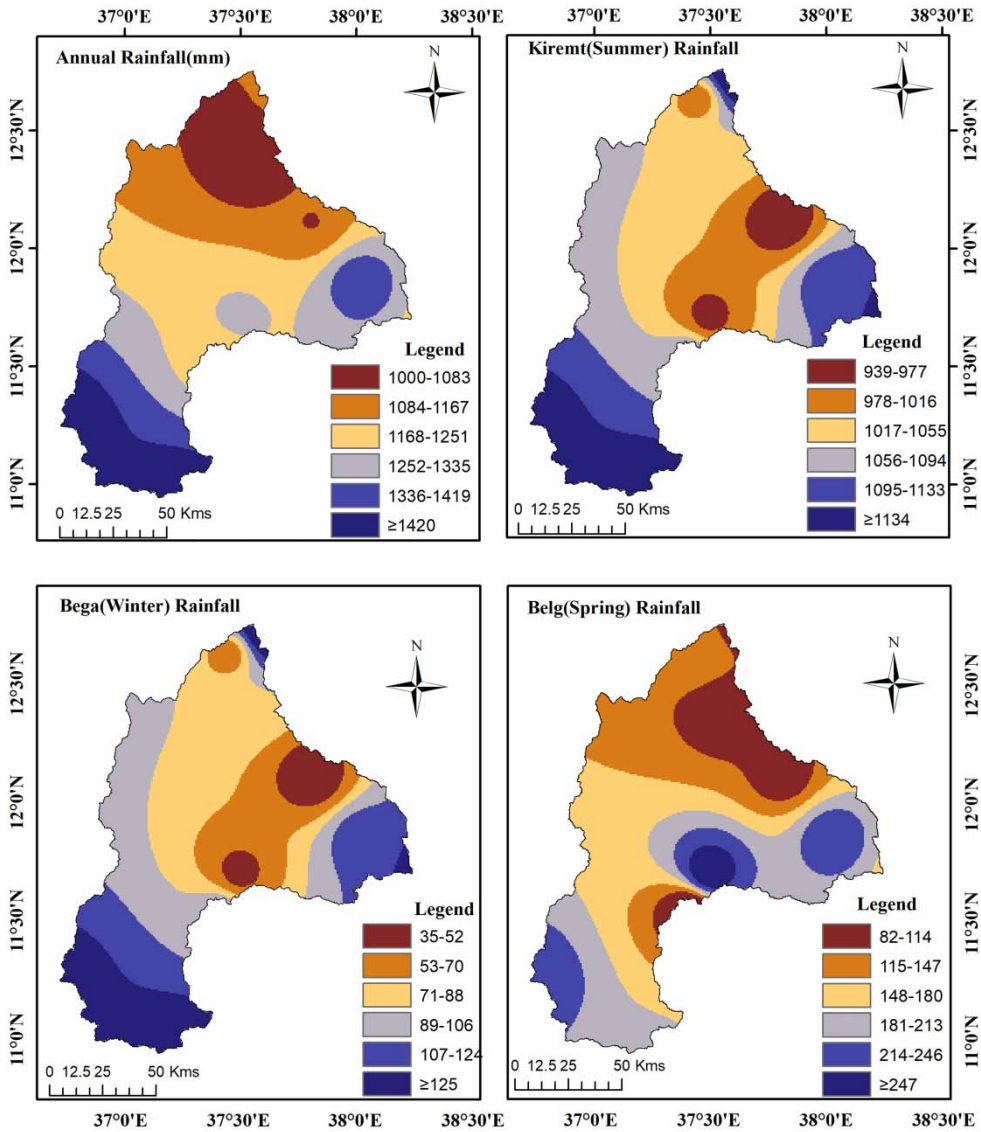 37°0'E 37°30'E 38°0'E 38°30'E 37°0'E 37°30'E 38°0'E 38°30'E
Annual Rainfall(mm)
N
12°30'N
12°0'N
11°30'N
11°0'N
Legend
1000-1083
1084-1167
1168-1251
1252-1335
1336-1419
≥1420
0 12.5 25 50 Kms
Kiremt(Summer) Rainfall
N
12°30'N
12°0'N
11°30'N
11°0'N
Legend
939-977
978-1016
1017-1055
1056-1094
1095-1133
≥1134
0 12.5 25 50 Kms
Bega(Winter) Rainfall
N
12°30'N
12°0'N
11°30'N
11°0'N
Legend
35-52
53-70
71-88
89-106
107-124
≥125
0 12.5 25 50 Kms
Belg(Spring) Rainfall
N
12°30'N
12°0'N
11°30'N
11°0'N
Legend
82-114
115-147
148-180
181-213
214-246
≥247
0 12.5 25 50 Kms
37°0'E 37°30'E 38°0'E 38°30'E 37°0'E 37°30'E 38°0'E 38°30'E